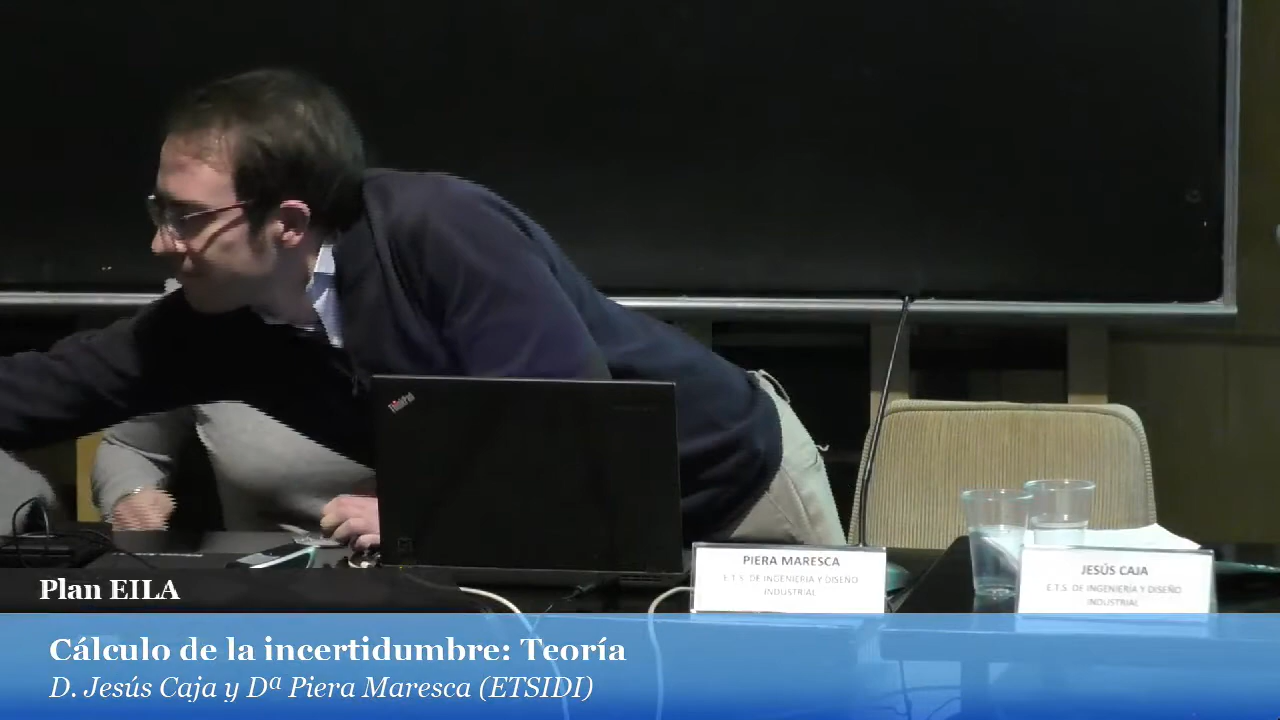 ThinkPad
PIERA MARESCA
E.T.S. DE INGENIERÍA Y DISEÑO
INDUSTRIAL
JESÚS CAJA
E.T.S. DE INGENIERÍA Y DISEÑO
INDUSTRIAL
Plan EILA
Cálculo de la incertidumbre: Teoría
D. Jesús Caja y Dª Piera Maresca (ETSIDI)